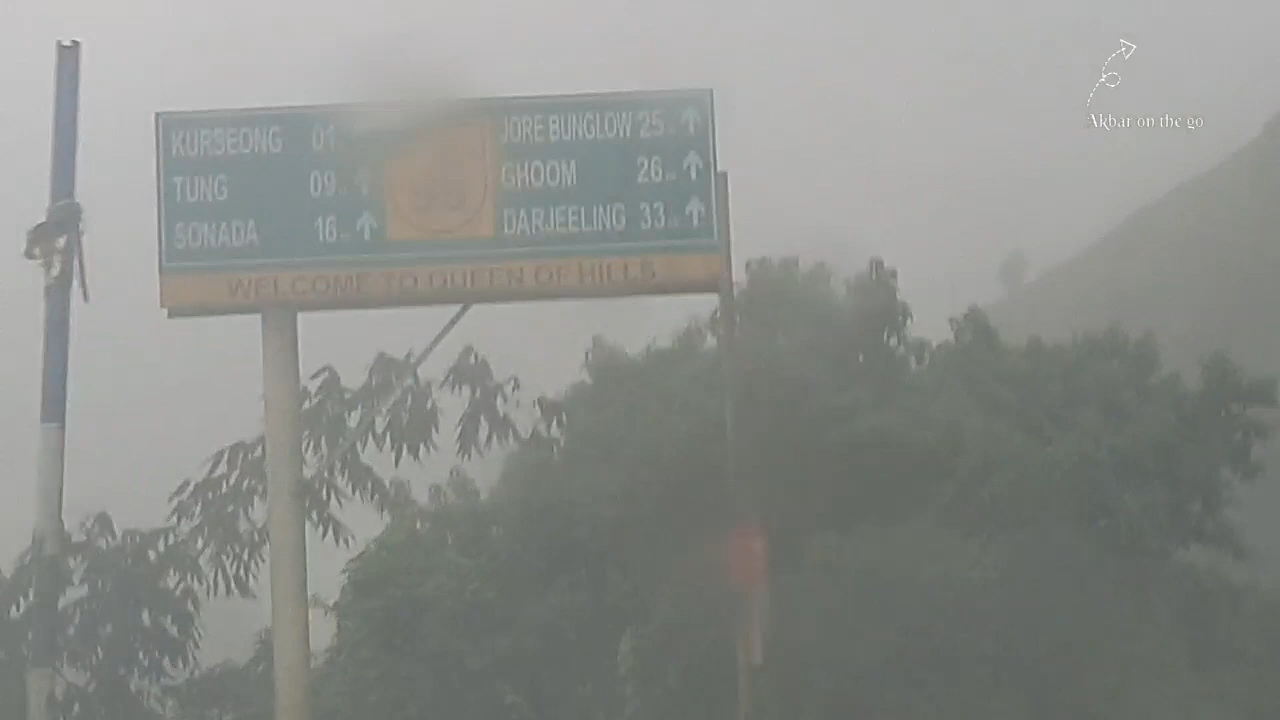 KURSEONG 01
TUNG 09
SONADA 16
JORE BUNGLOW 25
GHOOM 26
DARJEELING 33
WELCOME TO QUEEN OF HILLS
Akbar on the go